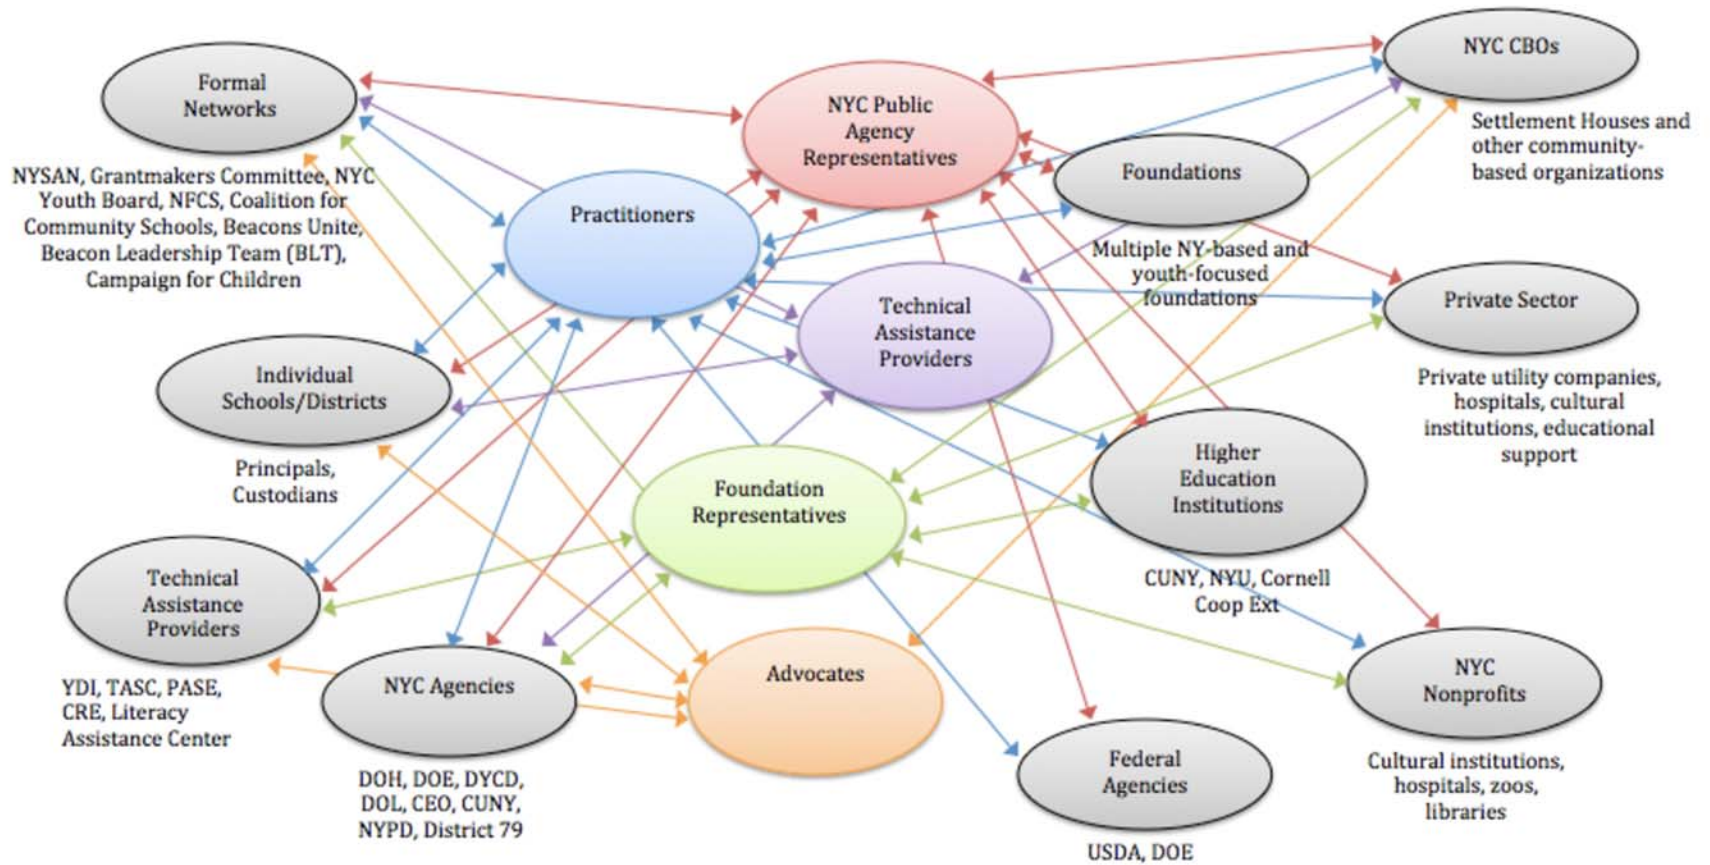 Formal
Networks
NYSAN, Grantmakers Committee, NYC
Youth Board, NFCS, Coalition for
Community Schools, Beacons Unite,
Beacon Leadership Team (BLT),
Campaign for Children
NYC Public
Agency
Representatives
NYC CBOs
Settlement Houses and
other community-
based organizations
Practitioners
Foundations
Multiple NY-based and
youth-focused
foundations
Technical
Assistance
Providers
Private Sector
Private utility companies,
hospitals, cultural
institutions, educational
support
Individual
Schools/Districts
Principals,
Custodians
Foundation
Representatives
Higher
Education
Institutions
CUNY, NYU, Cornell
Coop Ext
Technical
Assistance
Providers
YDI, TASC, PASE,
CRE, Literacy
Assistance Center
NYC Agencies
DOH, DOE, DYCD,
DOL, CEO, CUNY,
NYPD, District 79
Advocates
Federal
Agencies
USDA, DOE
NYC
Nonprofits
Cultural institutions,
hospitals, zoos,
libraries